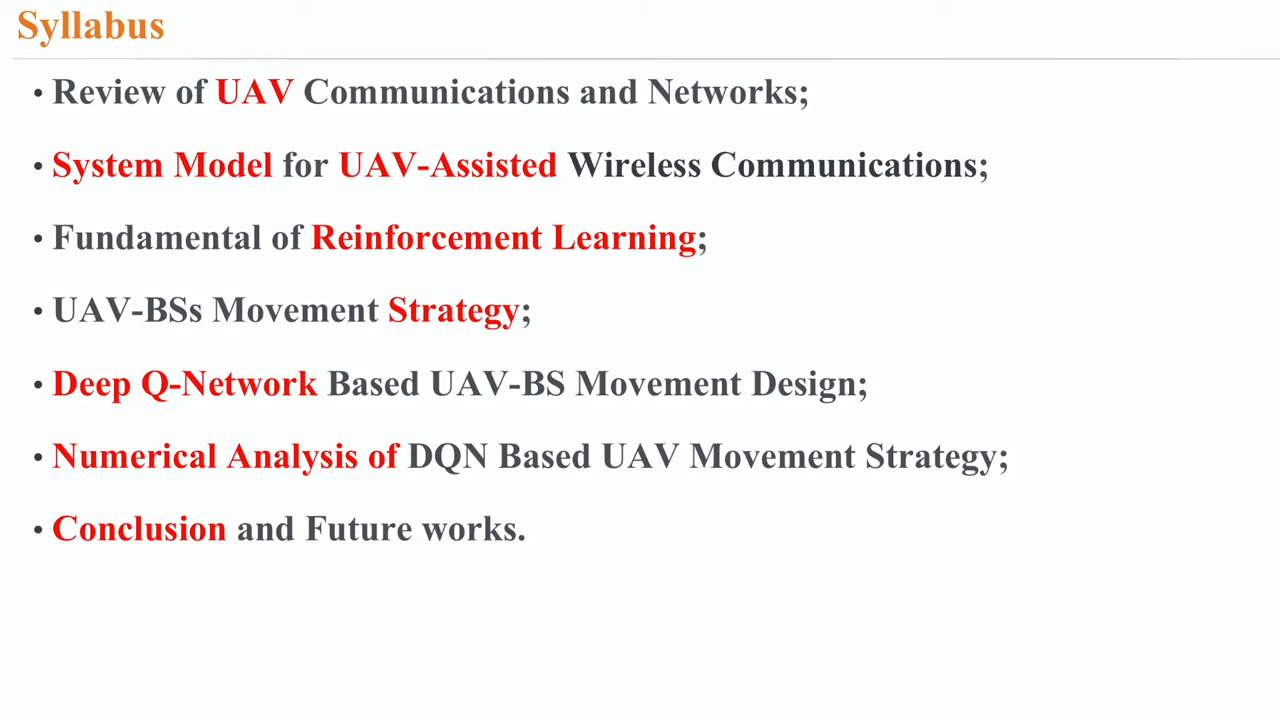 Syllabus
• Review of UAV Communications and Networks;
• System Model for UAV-Assisted Wireless Communications;
• Fundamental of Reinforcement Learning;
• UAV-BSs Movement Strategy;
• Deep Q-Network Based UAV-BS Movement Design;
• Numerical Analysis of DQN Based UAV Movement Strategy;
• Conclusion and Future works.